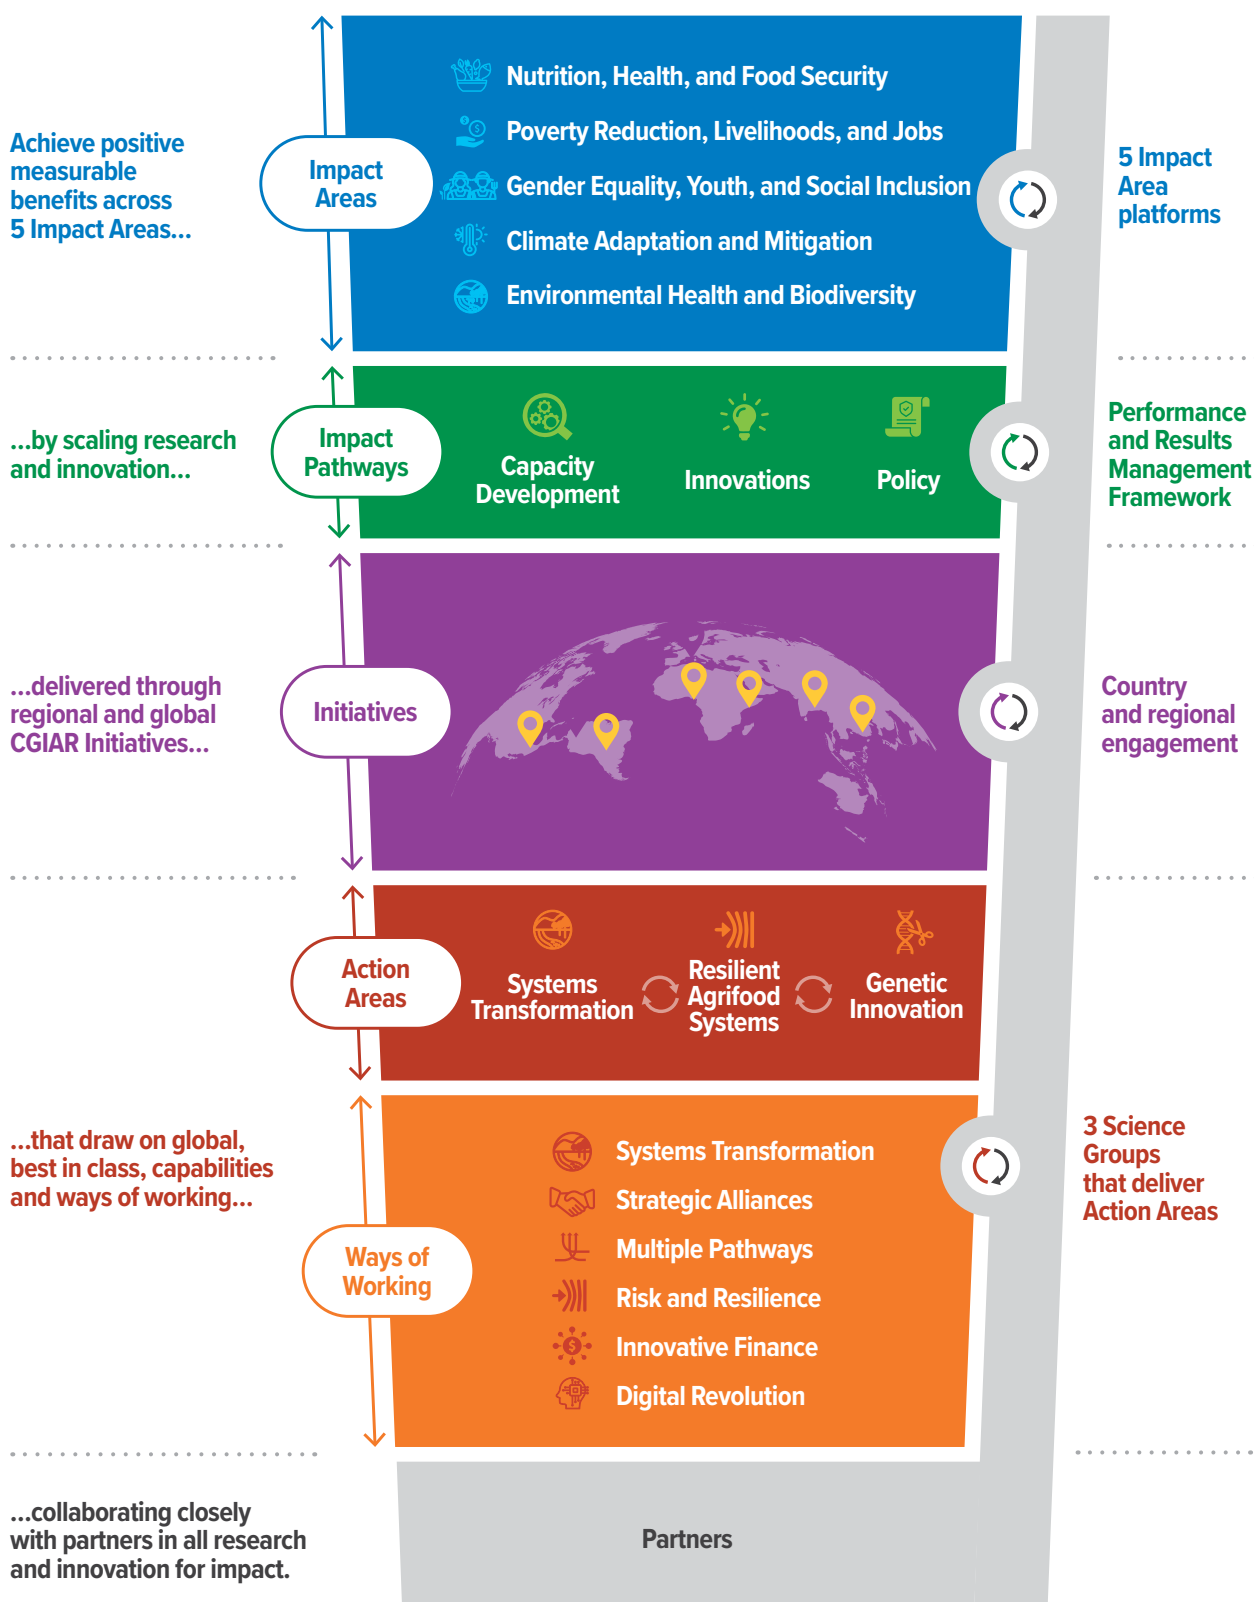 Achieve positive
measurable
benefits across
5 Impact Areas...
Impact
Areas
Nutrition, Health, and Food Security
Poverty Reduction, Livelihoods, and Jobs
Gender Equality, Youth, and Social Inclusion
Climate Adaptation and Mitigation
Environmental Health and Biodiversity
5 Impact
Area
platforms
...by scaling research
and innovation...
Impact
Pathways
Capacity
Development
Innovations
Policy
Performance
and Results
Management
Framework
...delivered through
regional and global
CGIAR Initiatives...
Initiatives
Country
and regional
engagement
Action
Areas
Systems
Transformation
Resilient
Agrifood
Systems
Genetic
Innovation
...that draw on global,
best in class, capabilities
and ways of working...
Ways of
Working
Systems Transformation
Strategic Alliances
Multiple Pathways
Risk and Resilience
Innovative Finance
Digital Revolution
3 Science
Groups
that deliver
Action Areas
...collaborating closely
with partners in all research
and innovation for impact.
Partners